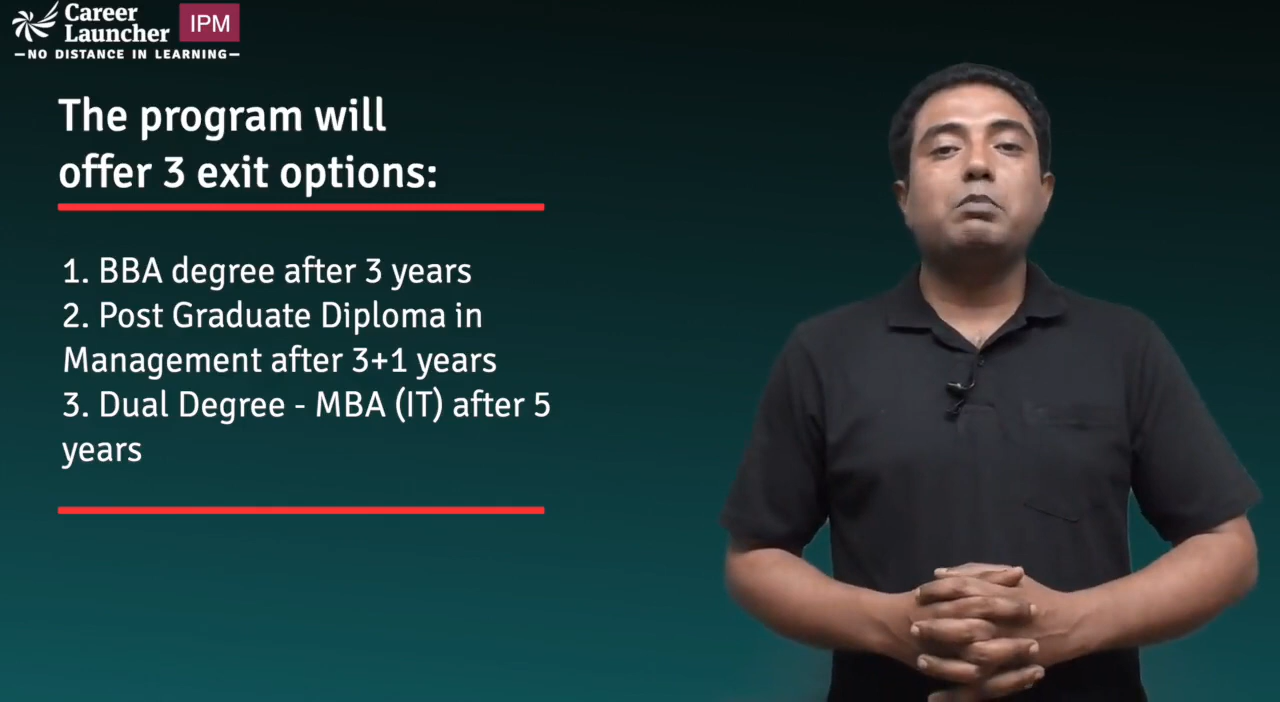 Career
Launcher
IPM
—NO DISTANCE IN LEARNING—
The program will
offer 3 exit options:
1. BBA degree after 3 years
2. Post Graduate Diploma in
Management after 3+1 years
3. Dual Degree - MBA (IT) after 5
years